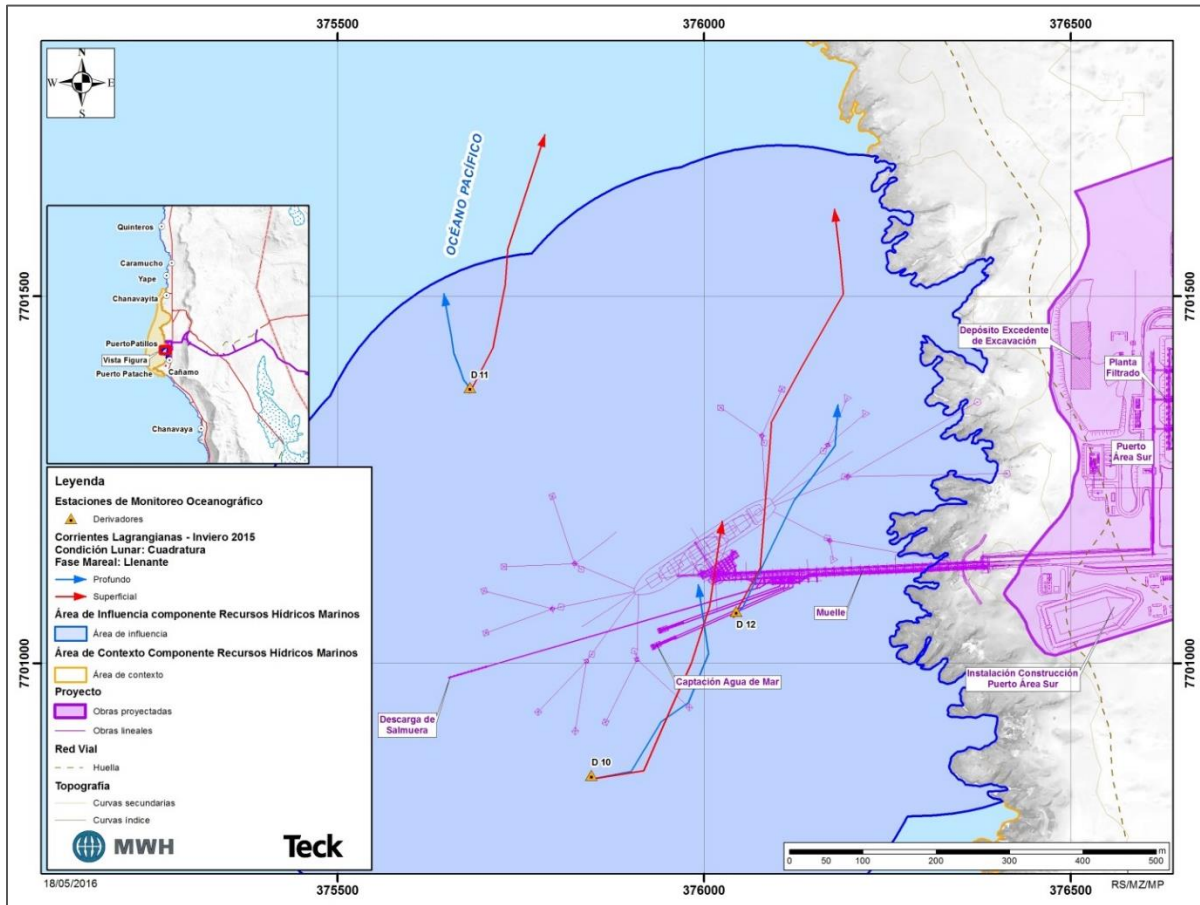 375500
376000
376500
N
W
E
S
OCÉANO PACÍFICO
7701500
7701500
Quinteros
Caramucho
Yape
Chanavayita
PuertoPatillos
Vista Figura
Cañamo
Puerto Patache
Chanavaya
D 11
Depósito Excedente
de Excavación
Planta
Filtrado
Puerto
Área Sur
Leyenda
Estaciones de Monitoreo Oceanográfico
Derivadores
Corrientes Lagrangianas - Inviero 2015
Condición Lunar: Cuadratura
Fase Mareal: Llenante
Profundo
Superficial
Área de Influencia componente Recursos Hídricos Marinos
Área de influencia
Área de Contexto Componente Recursos Hídricos Marinos
Área de contexto
Proyecto
Obras proyectadas
Obras lineales
Red Vial
Huella
Topografía
Curvas secundarias
Curvas índice
MWH
Teck
D 12
Muelle
7701000
7701000
Captación Agua de Mar
Instalación Construcción
Puerto Área Sur
Descarga de
Salmuera
D 10
0 50 100 200 300 400 500
m
18/05/2016
375500
376000
376500
RS/MZ/MP